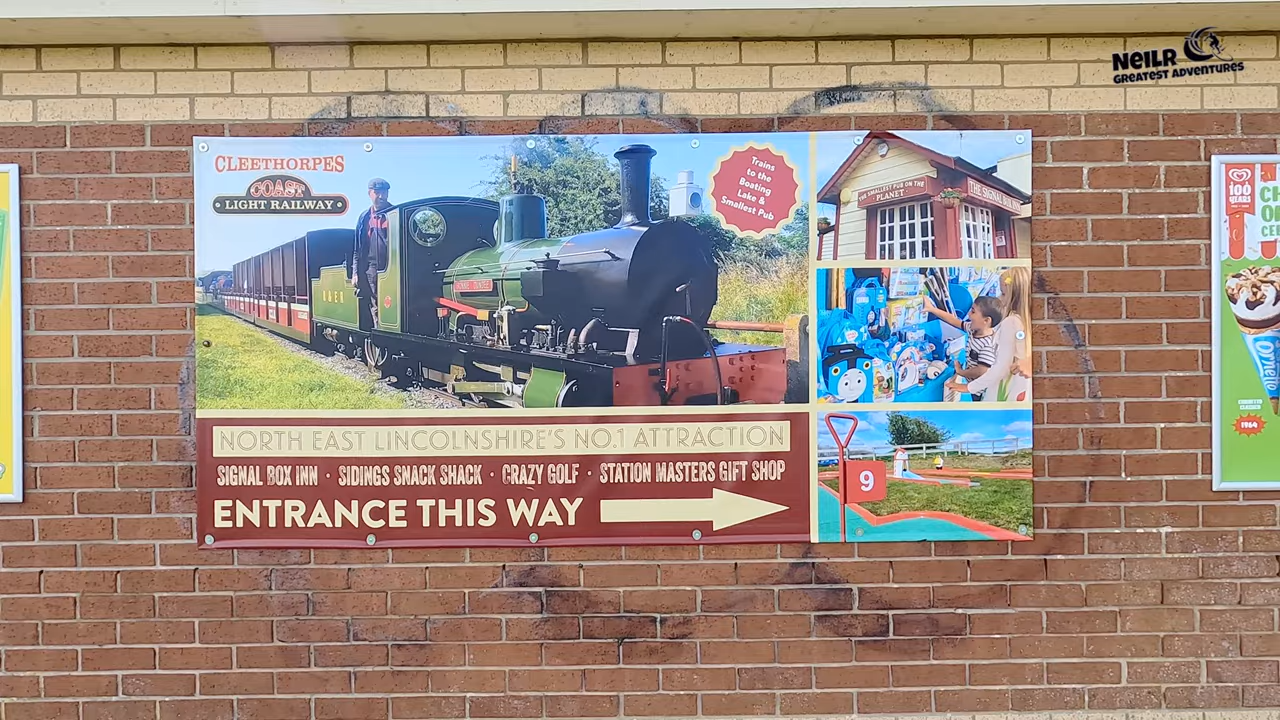 NEILR
GREATEST ADVENTURES
CLEETHORPES
COAST
LIGHT RAILWAY
Trains
to the
Boating
Lake &
Smallest Pub
THE SMALLEST PUB ON THE
PLANET
THE SIGNAL BOX INN
9
NORTH EAST LINCOLNSHIRE'S NO.1 ATTRACTION
SIGNAL BOX INN · SIDINGS SNACK SHACK · CRAZY GOLF · STATION MASTERS GIFT SHOP
ENTRANCE THIS WAY
100
YEARS
1964